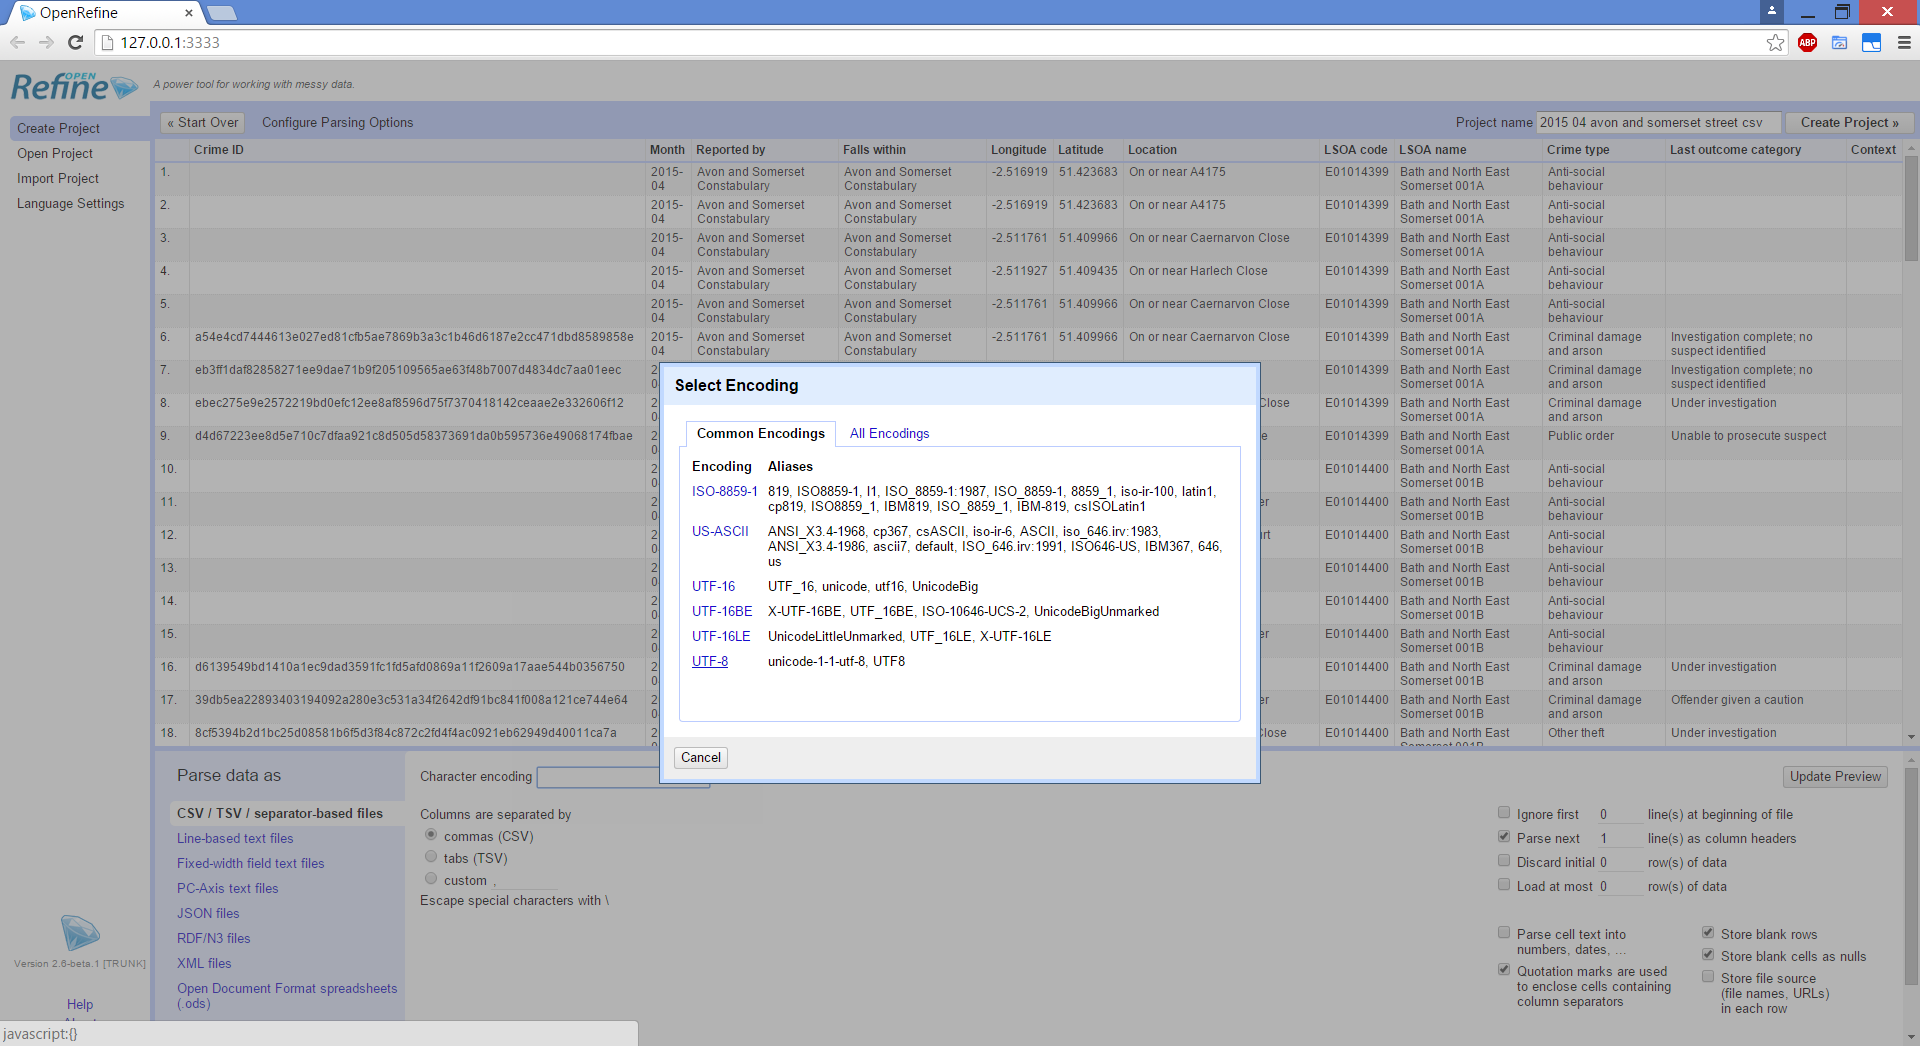 OpenRefine ×
127.0.0.1:3333
ABP
OPEN
Refine
A power tool for working with messy data.
Create Project
Open Project
Import Project
Language Settings
« Start Over
Configure Parsing Options
Project name 2015 04 avon and somerset street csv
Create Project »
Crime ID Month Reported by Falls within Longitude Latitude Location LSOA code LSOA name Crime type Last outcome category Context
1. 2015- Avon and Somerset Avon and Somerset -2.516919 51.423683 On or near A4175 E01014399 Bath and North East Anti-social
04 Constabulary Constabulary Somerset 001A behaviour
2. 2015- Avon and Somerset Avon and Somerset -2.516919 51.423683 On or near A4175 E01014399 Bath and North East Anti-social
04 Constabulary Constabulary Somerset 001A behaviour
3. 2015- Avon and Somerset Avon and Somerset -2.511761 51.409966 On or near Caernarvon Close E01014399 Bath and North East Anti-social
04 Constabulary Constabulary Somerset 001A behaviour
4. 2015- Avon and Somerset Avon and Somerset -2.511927 51.409435 On or near Harlech Close E01014399 Bath and North East Anti-social
04 Constabulary Constabulary Somerset 001A behaviour
5. 2015- Avon and Somerset Avon and Somerset -2.511761 51.409966 On or near Caernarvon Close E01014399 Bath and North East Anti-social
04 Constabulary Constabulary Somerset 001A behaviour
6. a54e4cd7444613e027ed81cfb5ae7869b3a3c1b46d6187e2cc471dbd8589858e 2015- Avon and Somerset Avon and Somerset -2.511761 51.409966 On or near Caernarvon Close E01014399 Bath and North East Criminal damage Investigation complete; no
04 Constabulary Constabulary Somerset 001A and arson suspect identified
7. eb3ff1daf82858271ee9dae71b9f205109565ae63f48b7007d4834dc7aa01eec 2 E01014399 Bath and North East Criminal damage Investigation complete; no
0 Somerset 001A and arson suspect identified
8. ebec275e9e2572219bd0efc12ee8af8596d75f7370418142ceaae2e332606f12 2 Close E01014399 Bath and North East Criminal damage Under investigation
0 Somerset 001A and arson
9. d4d67223ee8d5e710c7dfaa921c8d505d58373691da0b595736e49068174fbae 2 e E01014399 Bath and North East Public order Unable to prosecute suspect
0 Somerset 001A
10. 2 E01014400 Bath and North East Anti-social
0 Somerset 001B behaviour
11. 2 er E01014400 Bath and North East Anti-social
0 Somerset 001B behaviour
12. 2 rt E01014400 Bath and North East Anti-social
0 Somerset 001B behaviour
13. 2 E01014400 Bath and North East Anti-social
0 Somerset 001B behaviour
14. 2 E01014400 Bath and North East Anti-social
0 Somerset 001B behaviour
15. 2 er E01014400 Bath and North East Anti-social
0 Somerset 001B behaviour
16. d6139549bd1410a1ec9dad3591fc1fd5afd0869a11f2609a17aae544b0356750 2 E01014400 Bath and North East Criminal damage Under investigation
0 Somerset 001B and arson
17. 39db5ea22893403194092a280e3c531a34f2642df91bc841f008a121ce744e64 2 er E01014400 Bath and North East Criminal damage Offender given a caution
0 Somerset 001B and arson
18. 8cf5394b2d1bc25d08581b6f5d3f84c872c2fd4f4ac0921eb62949d40011ca7a 2 Close E01014400 Bath and North East Other theft Under investigation
Select Encoding
Common Encodings All Encodings
Encoding Aliases
ISO-8859-1 819, ISO8859-1, l1, ISO_8859-1:1987, ISO_8859-1, 8859_1, iso-ir-100, latin1,
cp819, ISO8859_1, IBM819, ISO_8859_1, IBM-819, csISOLatin1
US-ASCII ANSI_X3.4-1968, cp367, csASCII, iso-ir-6, ASCII, iso_646.irv:1983,
ANSI_X3.4-1986, ascii7, default, ISO_646.irv:1991, ISO646-US, IBM367, 646,
us
UTF-16 UTF_16, unicode, utf16, UnicodeBig
UTF-16BE X-UTF-16BE, UTF_16BE, ISO-10646-UCS-2, UnicodeBigUnmarked
UTF-16LE UnicodeLittleUnmarked, UTF_16LE, X-UTF-16LE
UTF-8 unicode-1-1-utf-8, UTF8
Cancel
Parse data as
CSV / TSV / separator-based files
Line-based text files
Fixed-width field text files
PC-Axis text files
JSON files
RDF/N3 files
XML files
Open Document Format spreadsheets
(.ods)
Character encoding
Update Preview
Columns are separated by
commas (CSV)
tabs (TSV)
custom ,
Escape special characters with \
Ignore first 0 line(s) at beginning of file
Parse next 1 line(s) as column headers
Discard initial 0 row(s) of data
Load at most 0 row(s) of data
Parse cell text into
numbers, dates, ...
Quotation marks are used
to enclose cells containing
column separators
Store blank rows
Store blank cells as nulls
Store file source
(file names, URLs)
in each row
Version 2.6-beta.1 [TRUNK]
Help
javascript:{}